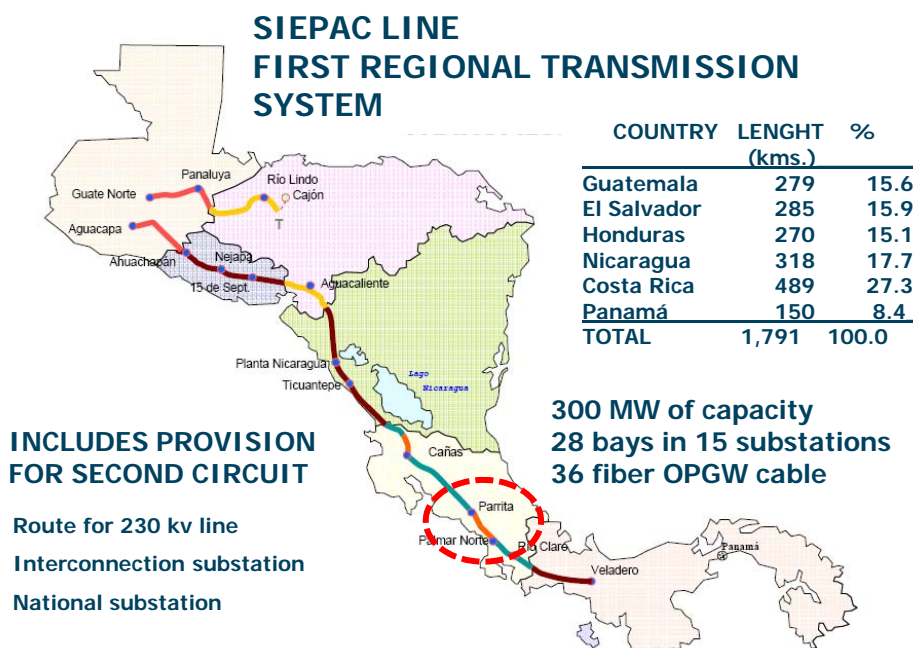 SIEPAC LINE
FIRST REGIONAL TRANSMISSION
SYSTEM
COUNTRY LENGHT %
(kms.)
Guatemala 279 15.6
El Salvador 285 15.9
Honduras 270 15.1
Nicaragua 318 17.7
Costa Rica 489 27.3
Panamá 150 8.4
TOTAL 1,791 100.0
Panaluya
Río Lindo
Guate Norte
Cajón
T
Aguacapa
Ahuachapán
Nejapa
15 de Sept.
Aguacaliente
Planta Nicaragua
Lago
Nicaragua
Ticuantepe
300 MW of capacity
28 bays in 15 substations
36 fiber OPGW cable
INCLUDES PROVISION
FOR SECOND CIRCUIT
Cañas
Parrita
Palmar Norte
Río Claro
Panamá
Veladero
Route for 230 kv line
Interconnection substation
National substation